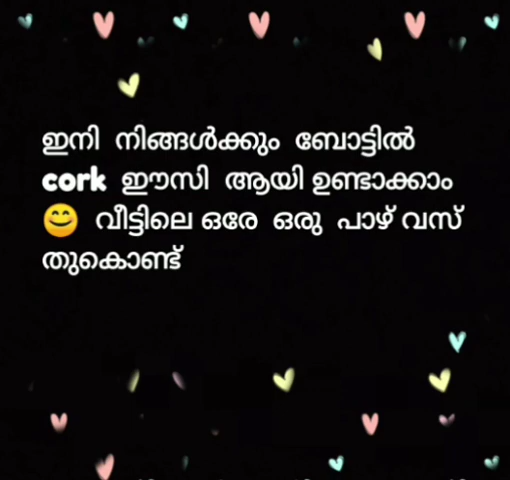 ഇനി നിങ്ങൾക്കും ബോട്ടിൽ
cork ഈസി ആയി ഉണ്ടാക്കാം
😊 വീട്ടിലെ ഒരേ ഒരു പാഴ് വസ്
തുകൊണ്ട്